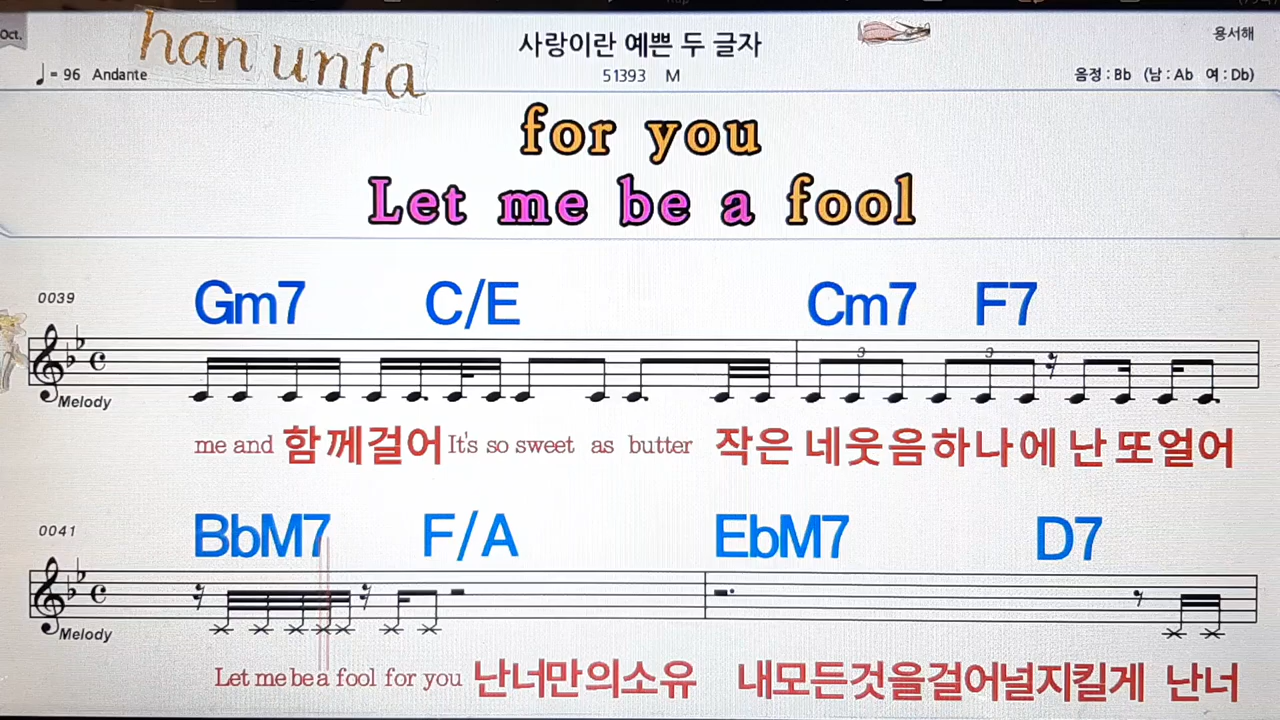 Oct.
han unfa
♩= 96 Andante
사랑이란 예쁜 두 글자
51393 M
용서해
음정 : Bb (남 : Ab 여 : Db)
for you
Let me be a fool
0039
Gm7 C/E Cm7 F7
3 3
Melody
me and 함께걸어 It's so sweet as butter 작은 네웃음하나에 난 또얼어
0041
BbM7 F/A EbM7 D7
Melody
Let me be a fool for you 난너만의소유 내모든것을걸어널지킬게 난너